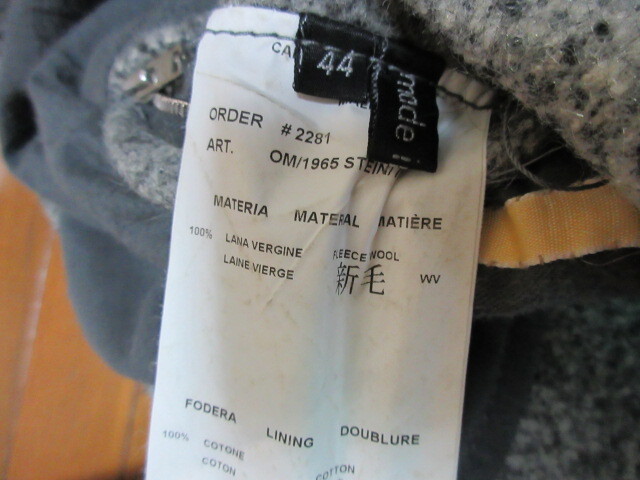 44
made i
ORDER # 2281
ART. OM/1965 STEIN/
MATERIA MATERIAL MATIÈRE
100% LANA VERGINE FLEECE WOOL
LAINE VIERGE 新毛 WV
FODERA LINING DOUBLURE
100% COTONE COTTON
COTON